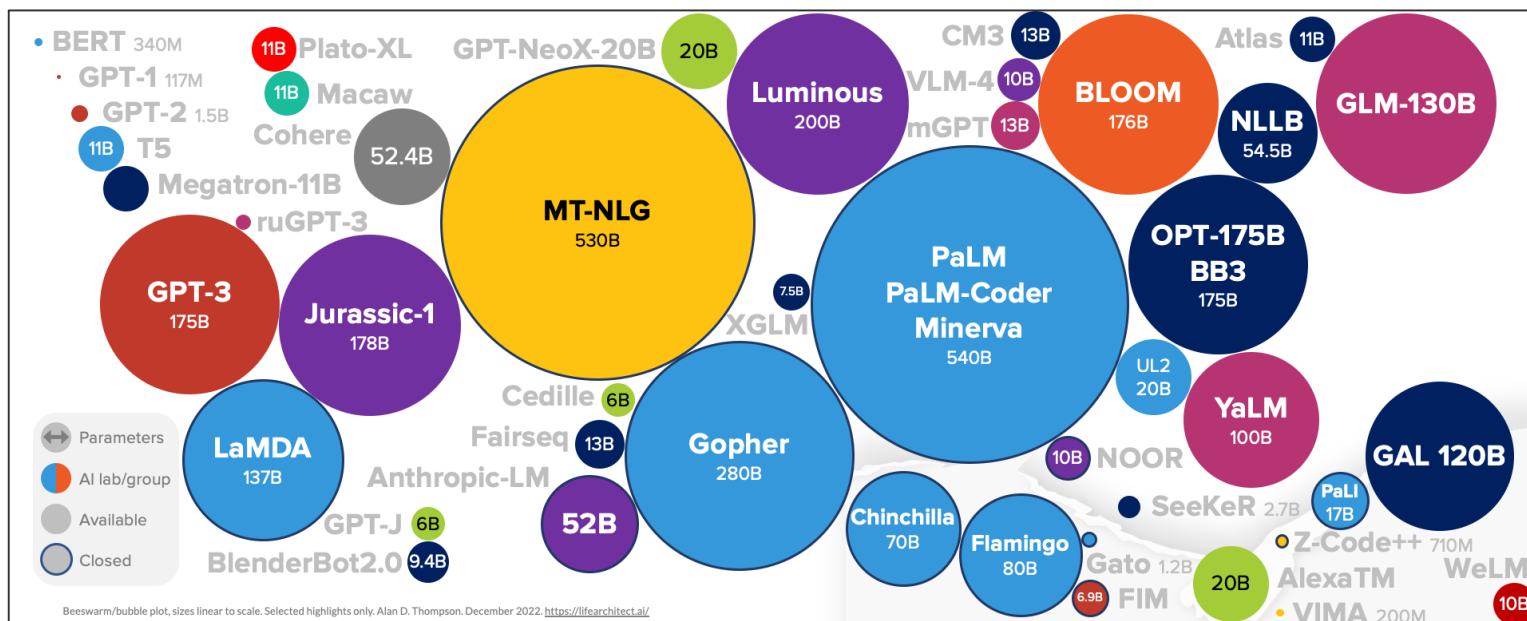 BERT 340M
GPT-1 117M
GPT-2 1.5B
11B T5
Megatron-11B
ruGPT-3
11B Plato-XL
11B Macaw
Cohere
52.4B
GPT-3
175B
Jurassic-1
178B
LaMDA
137B
GPT-NeoX-20B
20B
MT-NLG
530B
Luminous
200B
CM3 13B
VLM-4 10B
mGPT 13B
BLOOM
176B
Atlas 11B
NLLB
54.5B
GLM-130B
PaLM
PaLM-Coder
Minerva
540B
OPT-175B
BB3
175B
7.5B
XGLM
UL2
20B
YaLM
100B
GAL 120B
Cedille 6B
Fairseq 13B
Anthropic-LM
52B
Gopher
280B
GPT-J 6B
BlenderBot2.0 9.4B
10B NOOR
Chinchilla
70B
Flamingo
80B
SeeKeR 2.7B
PaLI
17B
Gato 1.2B
6.9B FIM
20B
AlexaTM
Z-Code++ 710M
VIMA 200M
WeLM
10B
Parameters
AI lab/group
Available
Closed
Beeswarm/bubble plot, sizes linear to scale. Selected highlights only. Alan D. Thompson. December 2022. https://lifearchitect.ai/